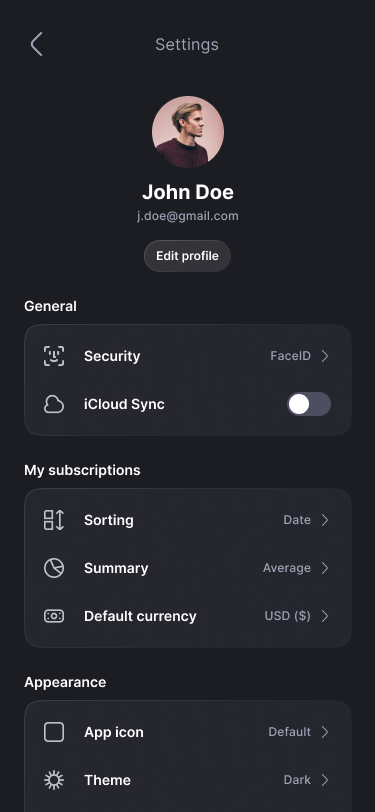 Settings
John Doe
j.doe@gmail.com
Edit profile
General
Security FaceID
iCloud Sync
My subscriptions
Sorting Date
Summary Average
Default currency USD ($)
Appearance
App icon Default
Theme Dark